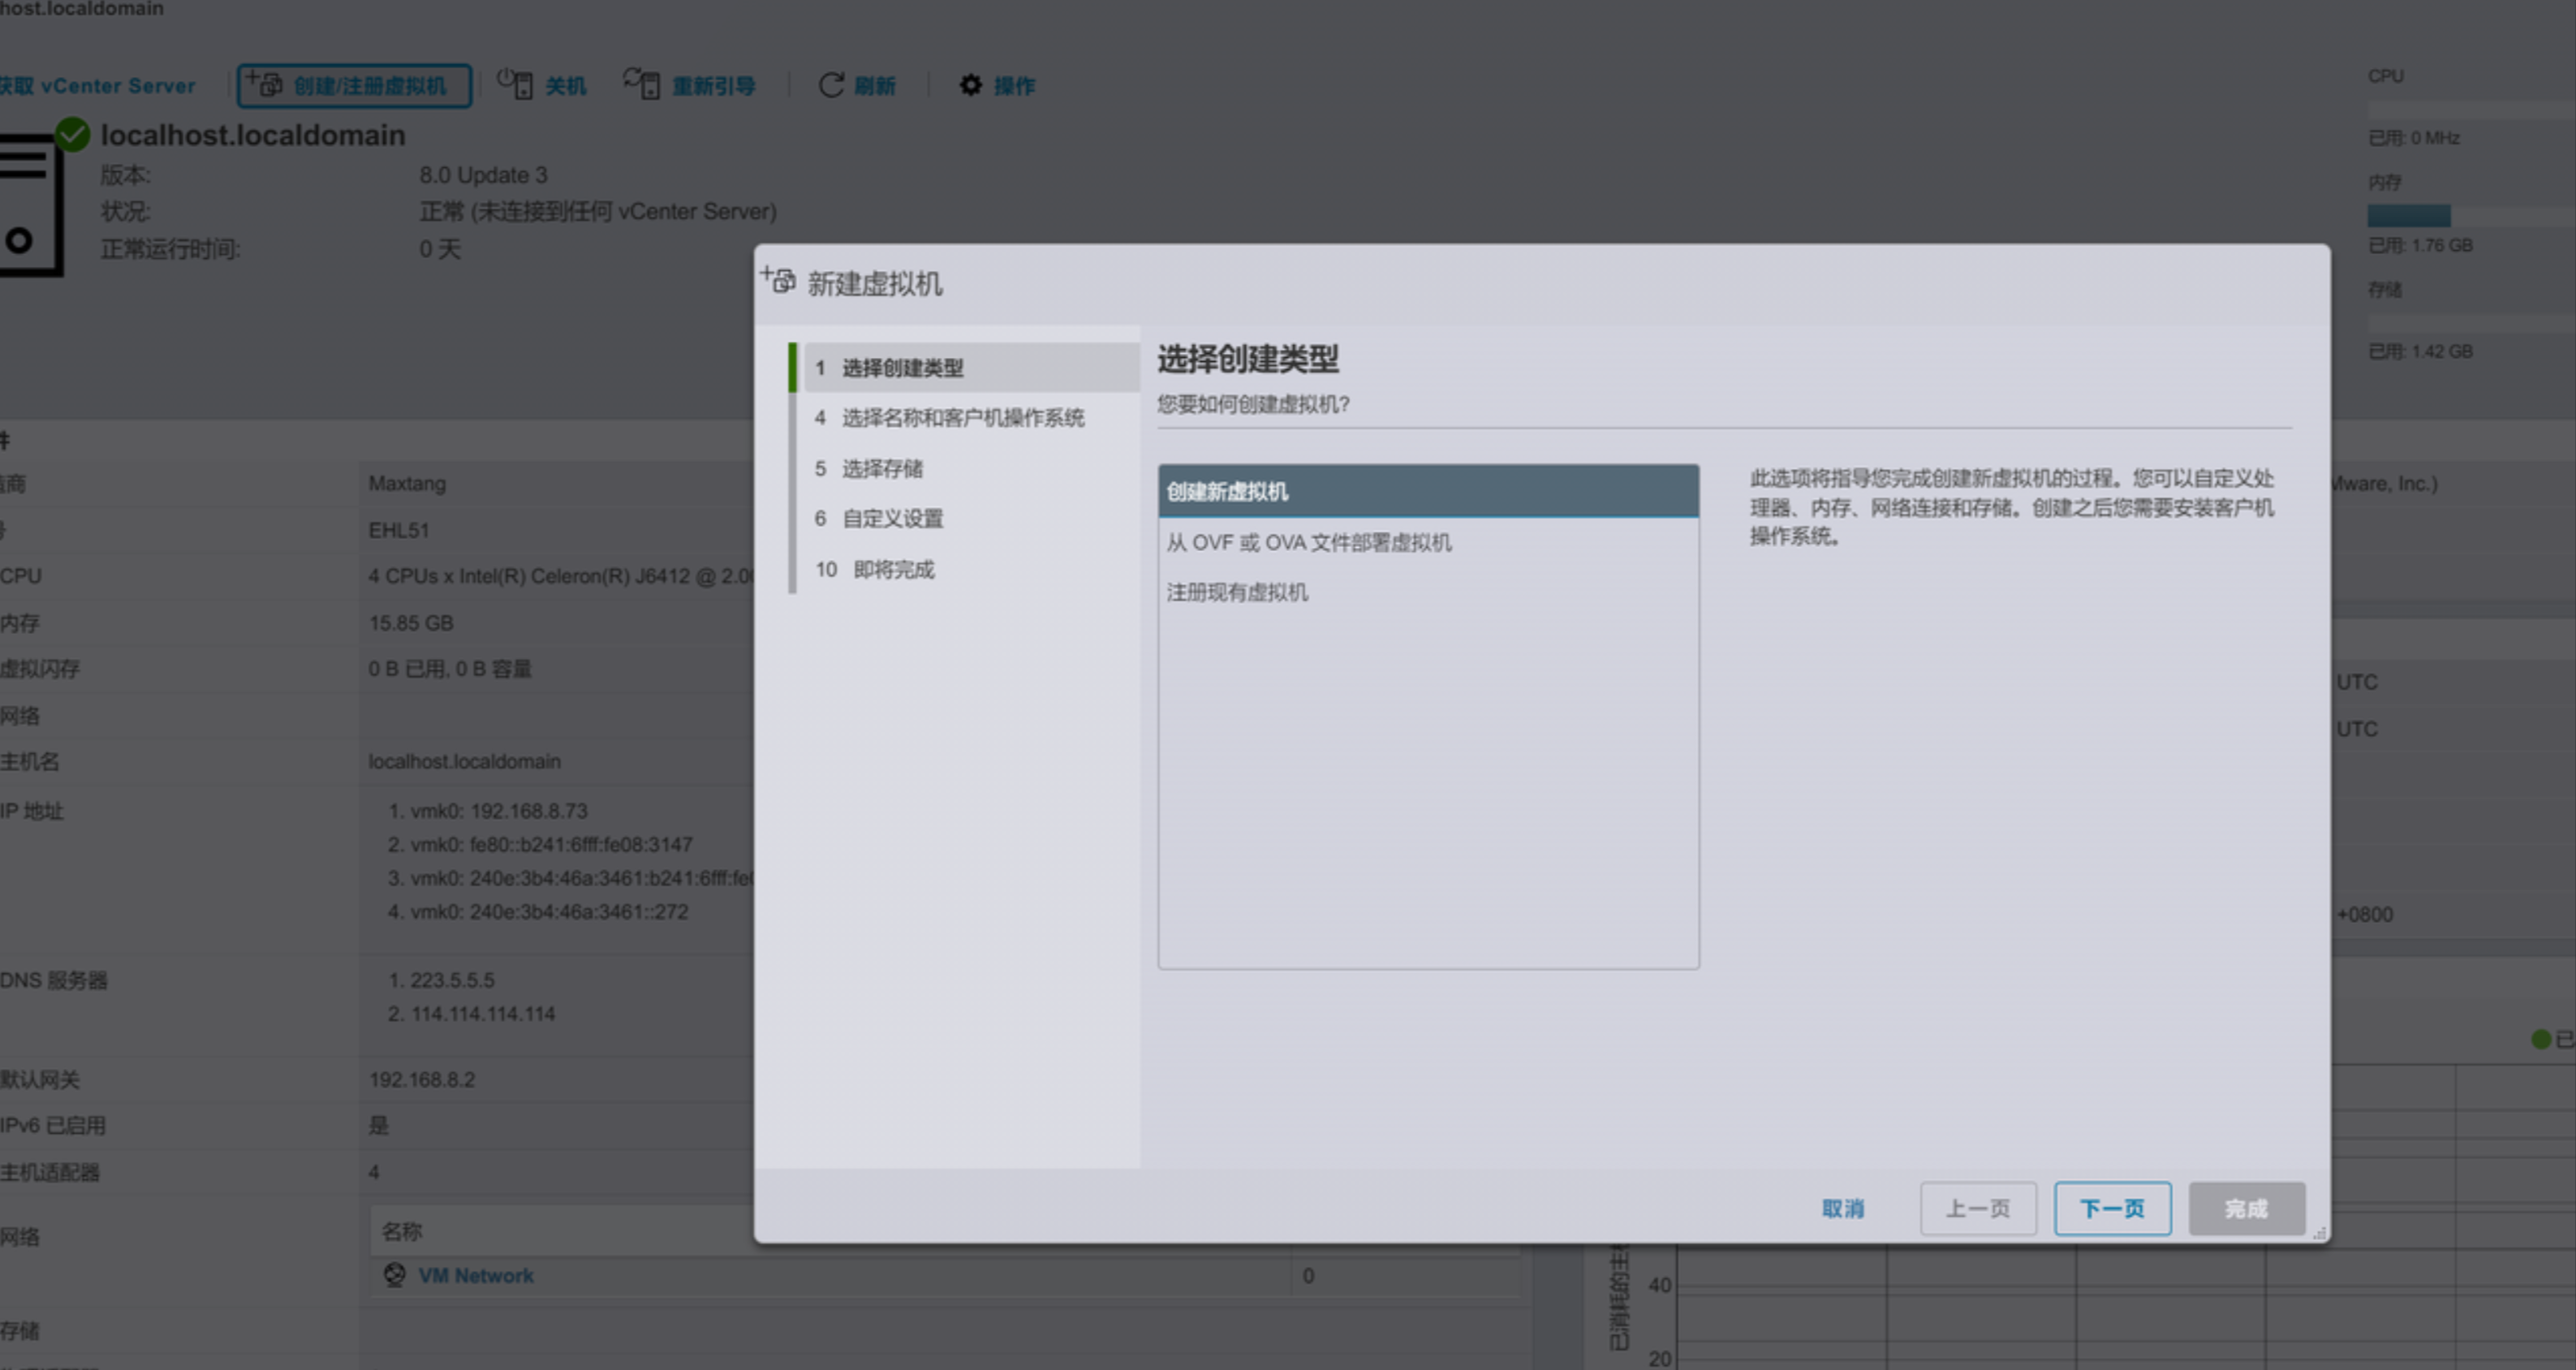 host.localdomain
获取 vCenter Server
创建/注册虚拟机
关机
重新引导
刷新
操作
localhost.localdomain
版本:
8.0 Update 3
状况:
正常 (未连接到任何 vCenter Server)
正常运行时间:
0 天
CPU
已用: 0 MHz
内存
已用: 1.76 GB
存储
已用: 1.42 GB
件
造商
Maxtang
号
EHL51
CPU
4 CPUs x Intel(R) Celeron(R) J6412 @ 2.00
内存
15.85 GB
虚拟闪存
0 B 已用, 0 B 容量
网络
主机名
localhost.localdomain
IP 地址
1. vmk0: 192.168.8.73
2. vmk0: fe80::b241:6fff:fe08:3147
3. vmk0: 240e:3b4:46a:3461:b241:6fff:fe0
4. vmk0: 240e:3b4:46a:3461::272
DNS 服务器
1. 223.5.5.5
2. 114.114.114.114
默认网关
192.168.8.2
IPv6 已启用
是
主机适配器
4
网络
名称
VM Network
0
存储
新建虚拟机
1 选择创建类型
4 选择名称和客户机操作系统
5 选择存储
6 自定义设置
10 即将完成
选择创建类型
您要如何创建虚拟机?
创建新虚拟机
从 OVF 或 OVA 文件部署虚拟机
注册现有虚拟机
此选项将指导您完成创建新虚拟机的过程。您可以自定义处
理器、内存、网络连接和存储。创建之后您需要安装客户机
操作系统。
取消
上一页
下一页
完成
Mware, Inc.)
UTC
UTC
+0800
已
已消耗的主机
40
20